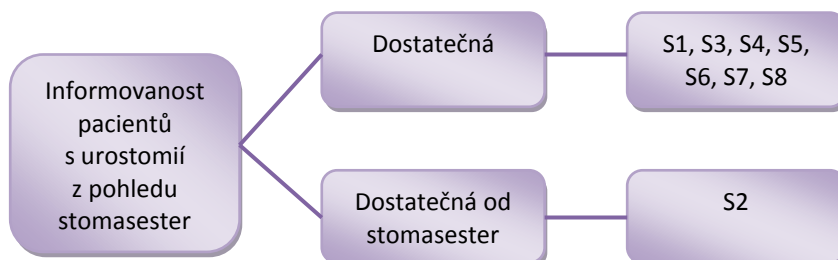 Informovanost
pacientů
s urostomií
z pohledu
stomasester
Dostatečná
S1, S3, S4, S5,
S6, S7, S8
Dostatečná od
stomasester
S2